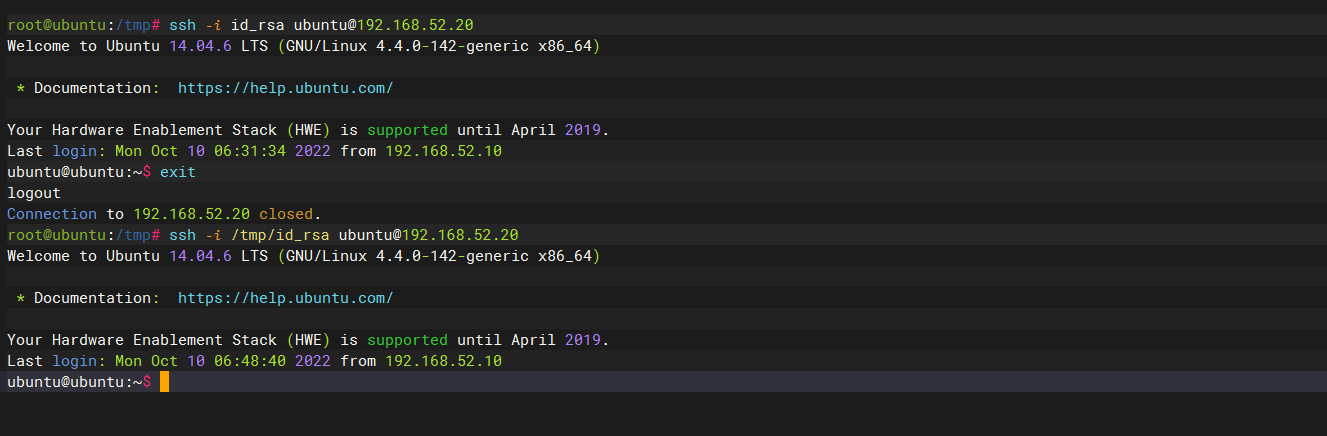 root@ubuntu:/tmp# ssh -i id_rsa ubuntu@192.168.52.20
Welcome to Ubuntu 14.04.6 LTS (GNU/Linux 4.4.0-142-generic x86_64)
* Documentation:  https://help.ubuntu.com/
Your Hardware Enablement Stack (HWE) is supported until April 2019.
Last login: Mon Oct 10 06:31:34 2022 from 192.168.52.10
ubuntu@ubuntu:~$ exit
logout
Connection to 192.168.52.20 closed.
root@ubuntu:/tmp# ssh -i /tmp/id_rsa ubuntu@192.168.52.20
Welcome to Ubuntu 14.04.6 LTS (GNU/Linux 4.4.0-142-generic x86_64)
* Documentation:  https://help.ubuntu.com/
Your Hardware Enablement Stack (HWE) is supported until April 2019.
Last login: Mon Oct 10 06:48:40 2022 from 192.168.52.10
ubuntu@ubuntu:~$